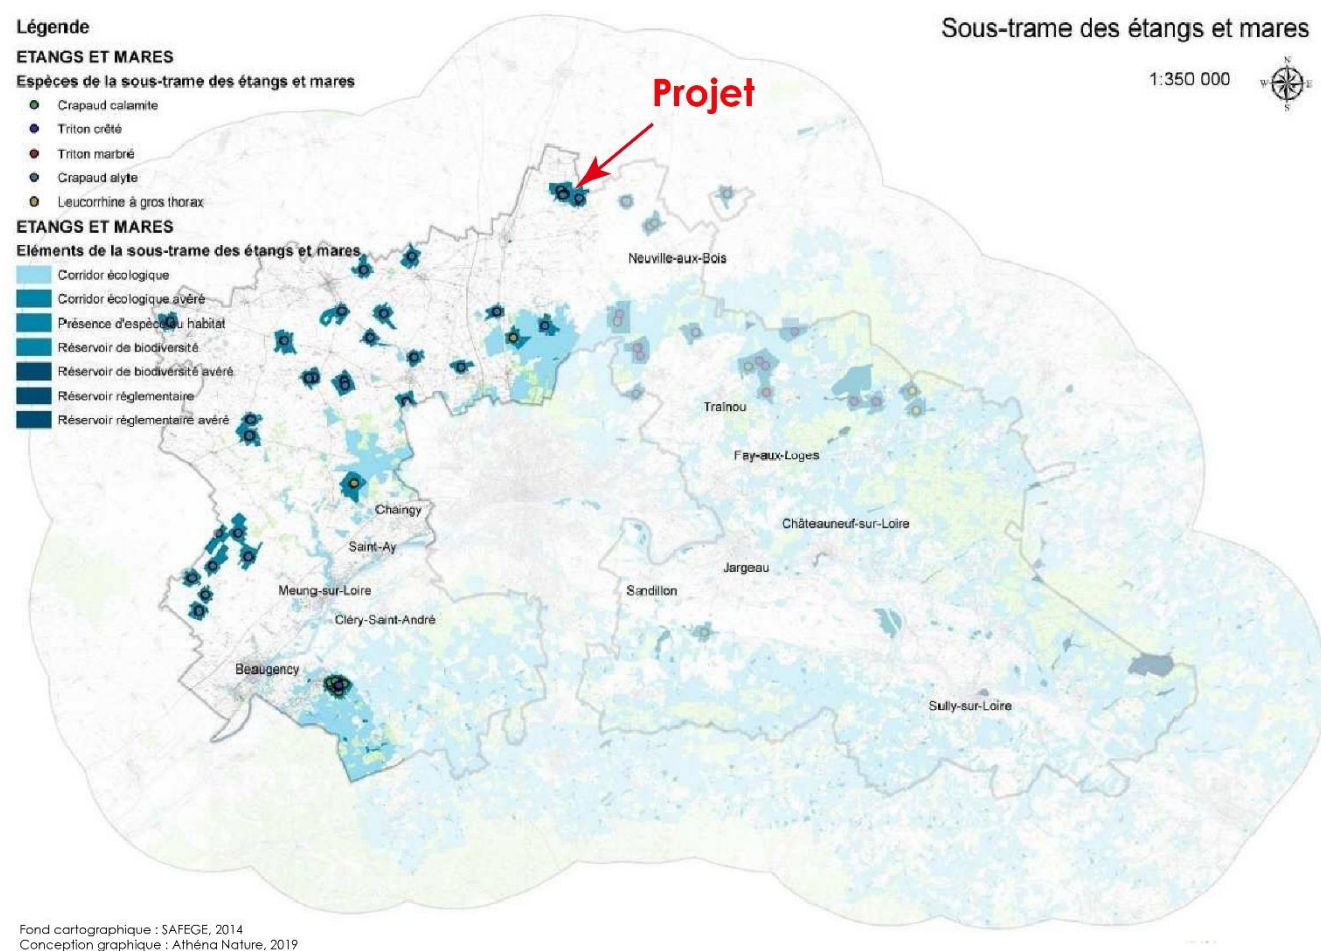 Légende
Sous-trame des étangs et mares
ETANGS ET MARES
Espèces de la sous-trame des étangs et mares
1:350 000
N
W
E
S
Crapaud calamite
Triton crêté
Triton marbré
Crapaud alyte
Leucorrhine à gros thorax
Projet
ETANGS ET MARES
Eléments de la sous-trame des étangs et mares
Corridor écologique
Corridor écologique avéré
Présence d'espèce ou habitat
Réservoir de biodiversité
Réservoir de biodiversité avéré
Réservoir réglementaire
Réservoir réglementaire avéré
Neuville-aux-Bois
Traînou
Fay-aux-Loges
Chaingy
Châteauneuf-sur-Loire
Saint-Ay
Jargeau
Meung-sur-Loire
Sandillon
Cléry-Saint-André
Beaugency
Sully-sur-Loire
Fond cartographique : SAFEGE, 2014
Conception graphique : Athéna Nature, 2019